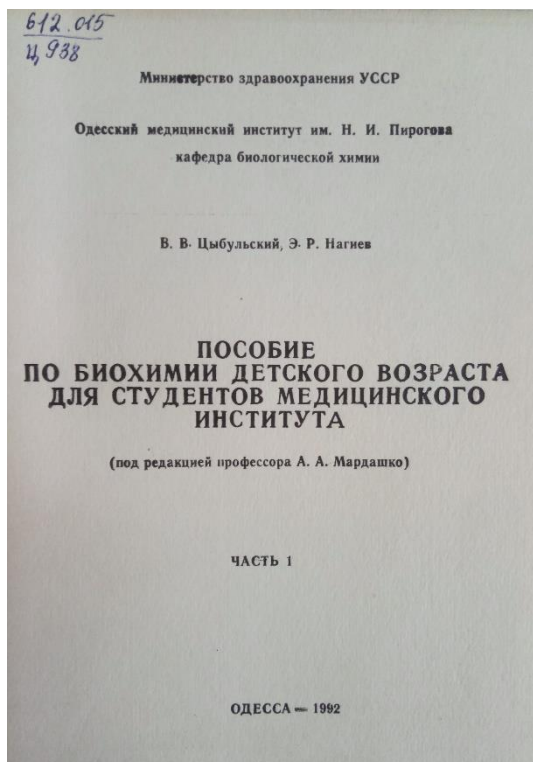 612.015
Ц938
Министерство здравоохранения УССР
Одесский медицинский институт им. Н. И. Пирогова
кафедра биологической химии
В. В. Цыбульский, Э. Р. Нагиев
ПОСОБИЕ
ПО БИОХИМИИ ДЕТСКОГО ВОЗРАСТА
ДЛЯ СТУДЕНТОВ МЕДИЦИНСКОГО
ИНСТИТУТА
(под редакцией профессора А. А. Мардашко)
ЧАСТЬ 1
ОДЕССА — 1992